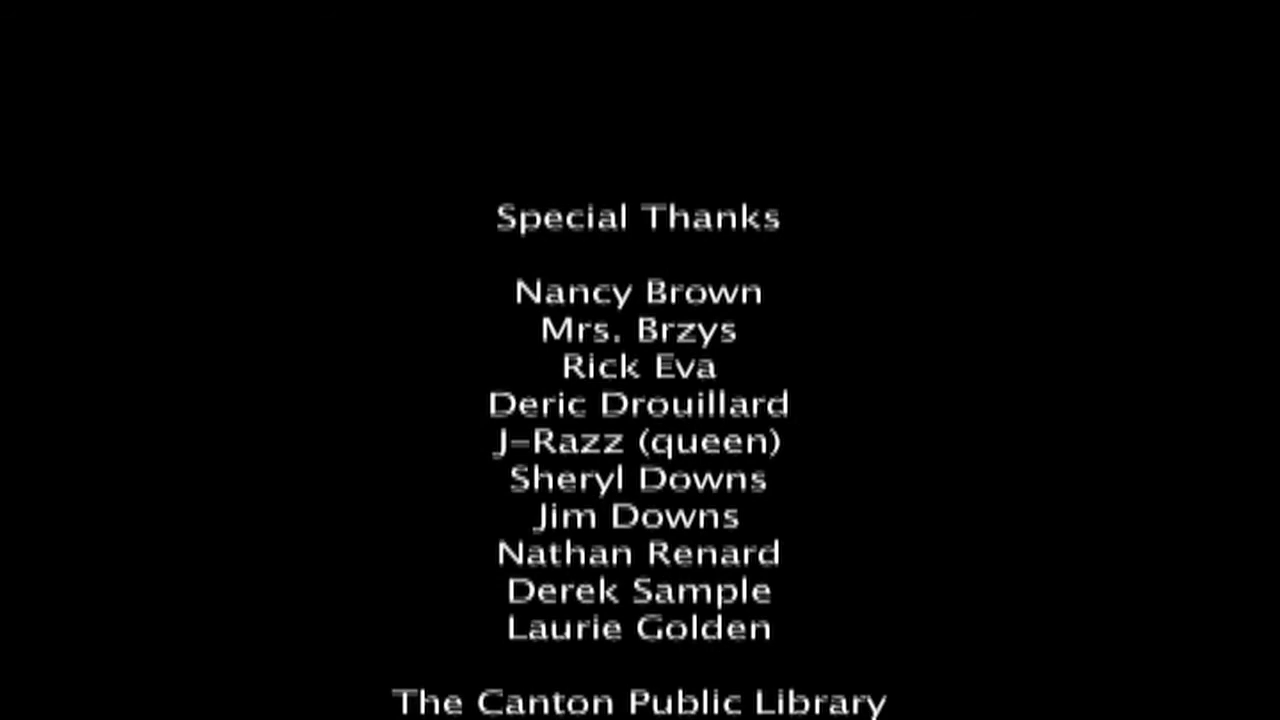 Special Thanks
Nancy Brown
Mrs. Brzys
Rick Eva
Deric Drouillard
J-Razz (queen)
Sheryl Downs
Jim Downs
Nathan Renard
Derek Sample
Laurie Golden
The Canton Public Library